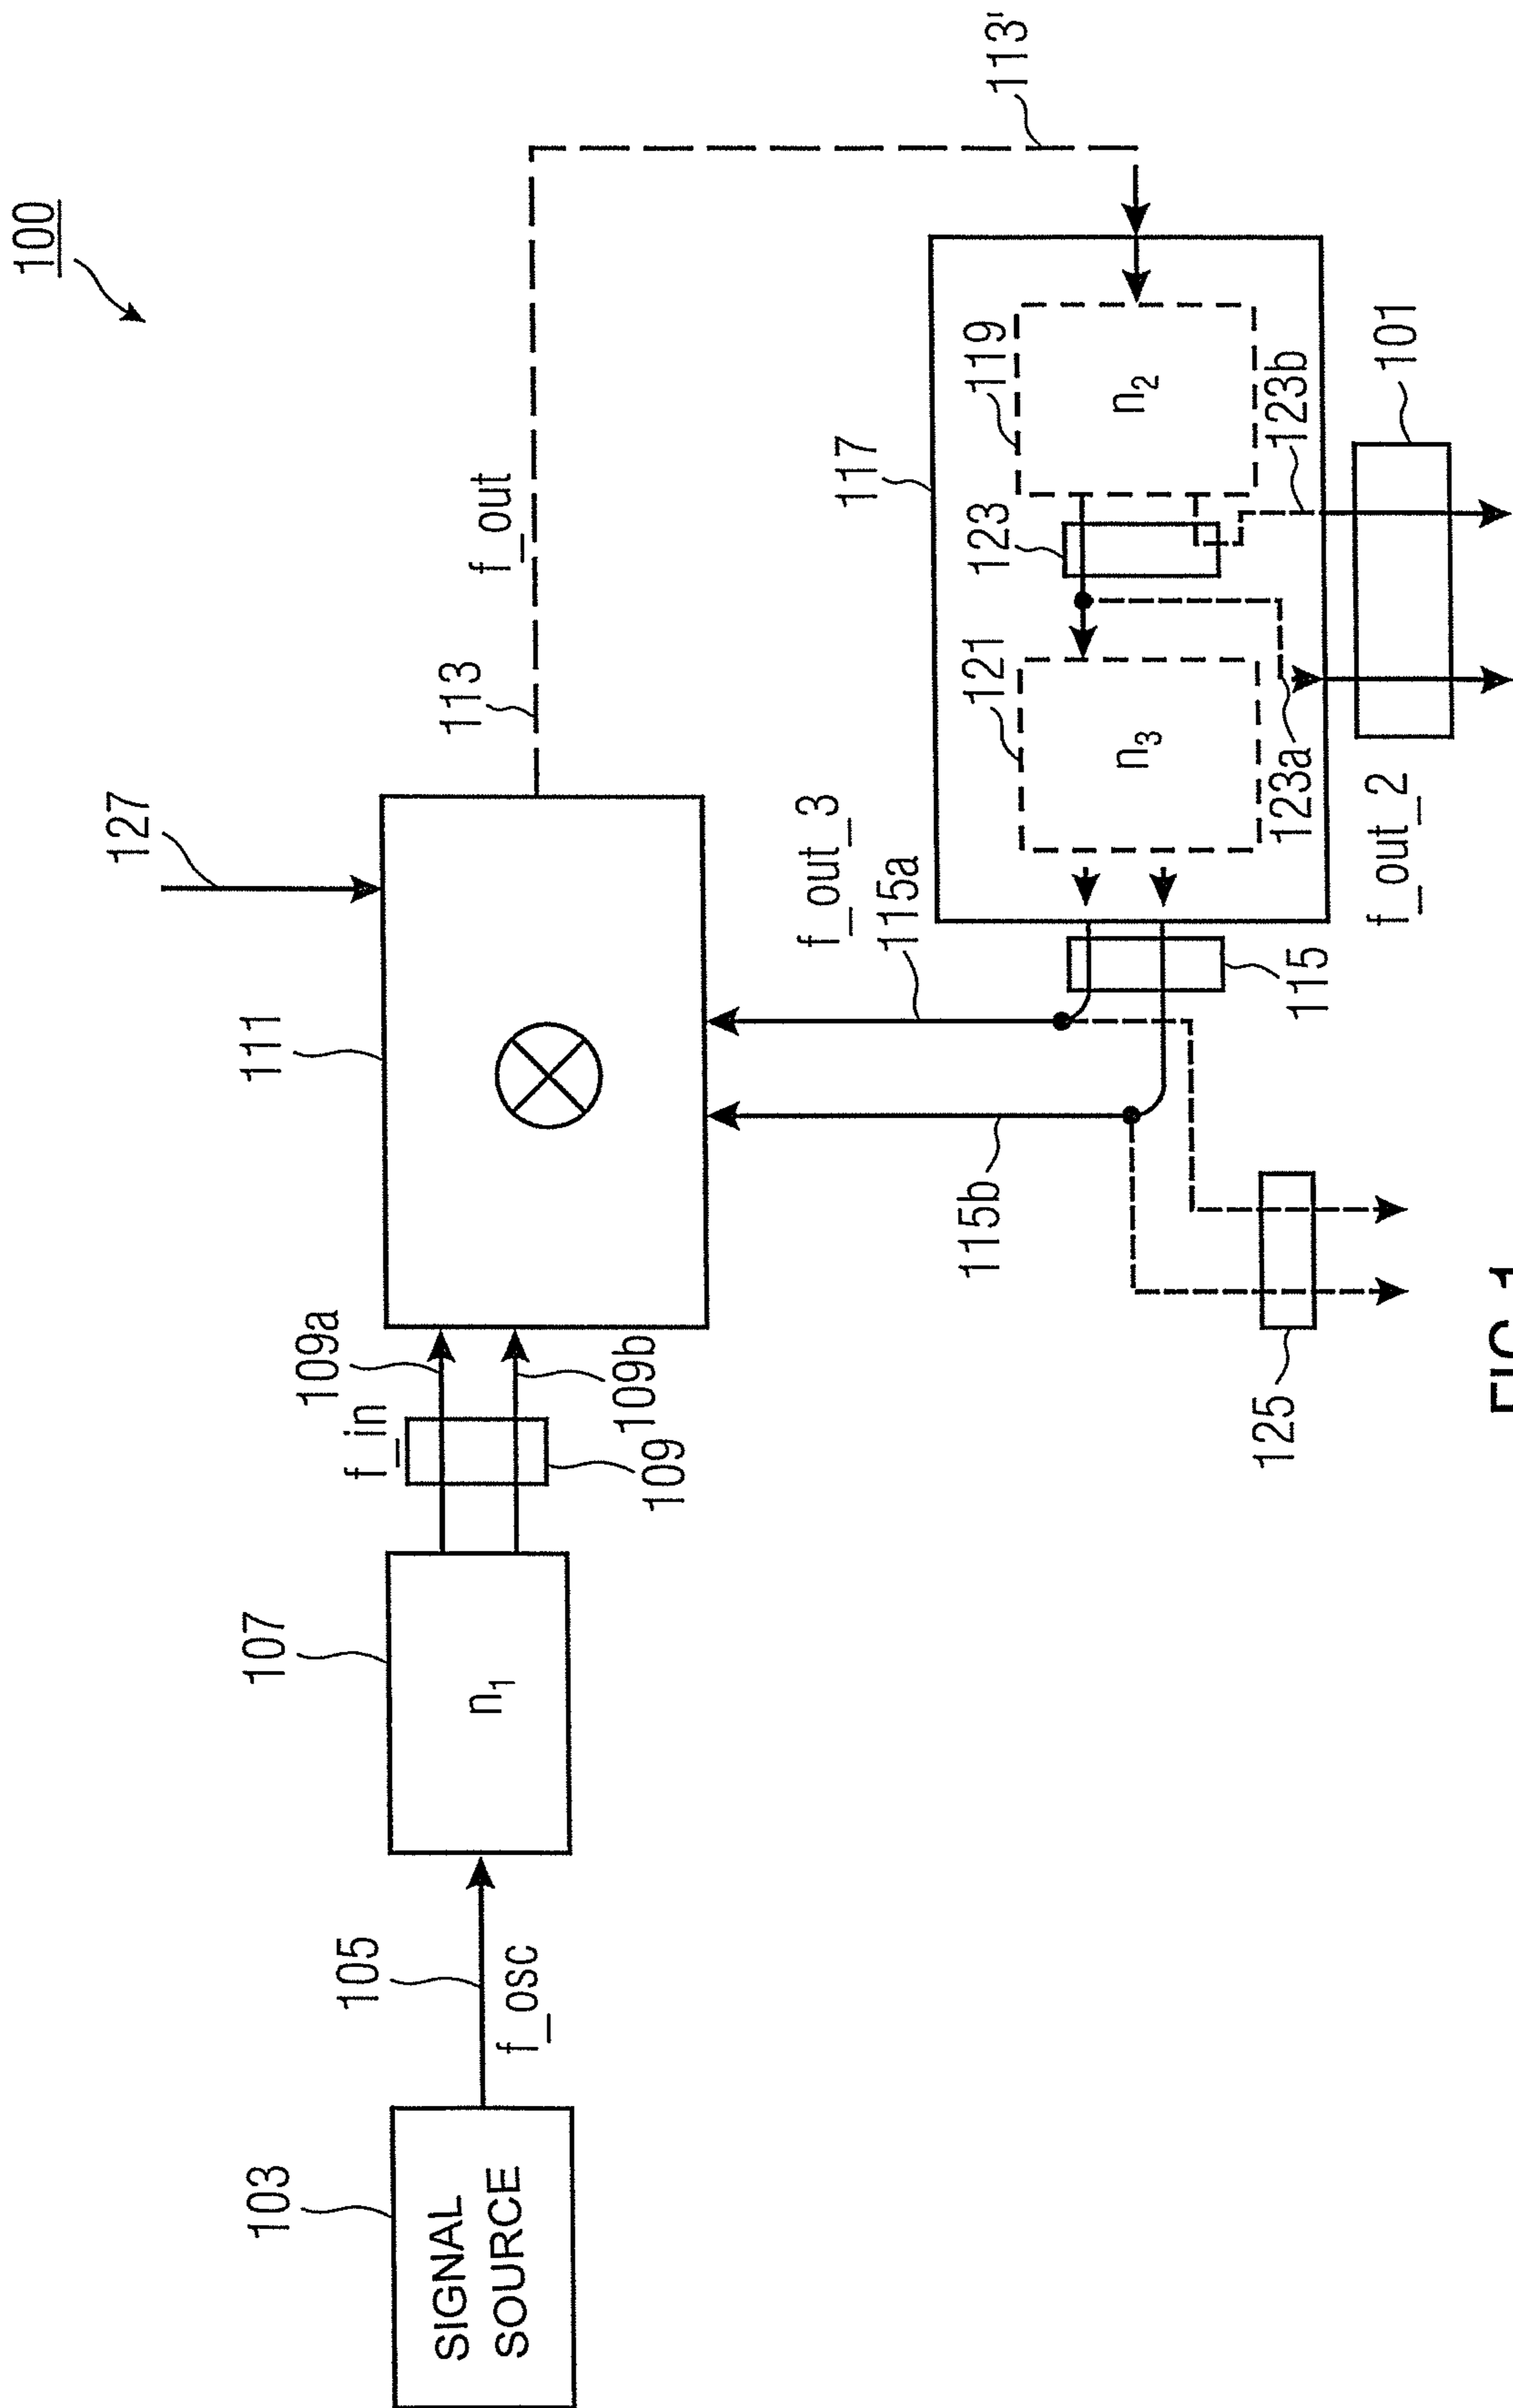 100
103
SIGNAL
SOURCE
105
f_osc
107
n1
f_in
109a
109b
109
111
127
113
f_out
113'
f_out_3
115a
115b
115
117
119
n2
121
n3
123
123a
123b
101
f_out_2
125